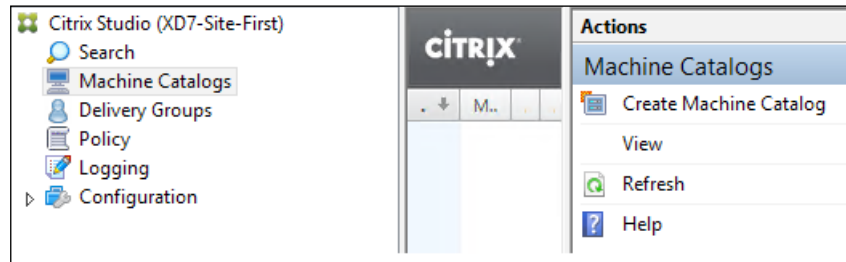 Citrix Studio (XD7-Site-First)
Search
Machine Catalogs
Delivery Groups
Policy
Logging
Configuration
CITRIX
M..
Actions
Machine Catalogs
Create Machine Catalog
View
Refresh
Help